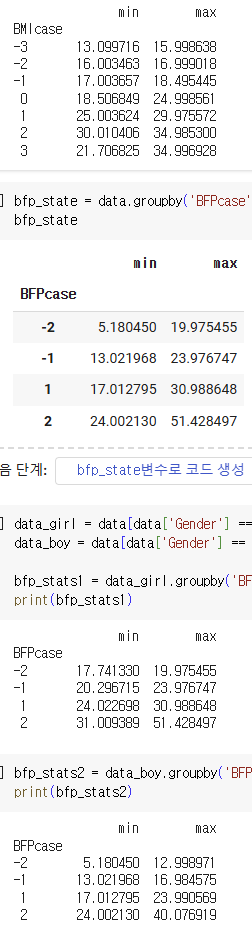 min max
BMIcase
-3 13.099716 15.998638
-2 16.003463 16.999018
-1 17.003657 18.495445
0 18.506849 24.998561
1 25.003624 29.975572
2 30.010406 34.985300
3 21.706825 34.996928
] bfp_state = data.groupby('BFPcase'
bfp_state
min max
BFPcase
-2 5.180450 19.975455
-1 13.021968 23.976747
1 17.012795 30.988648
2 24.002130 51.428497
음 단계: bfp_state변수로 코드 생성
] data_girl = data[data['Gender'] ==
data_boy = data[data['Gender'] ==
bfp_stats1 = data_girl.groupby('BF
print(bfp_stats1)
min max
BFPcase
-2 17.741330 19.975455
-1 20.296715 23.976747
1 24.022698 30.988648
2 31.009389 51.428497
] bfp_stats2 = data_boy.groupby('BFP
print(bfp_stats2)
min max
BFPcase
-2 5.180450 12.998971
-1 13.021968 16.984575
1 17.012795 23.990569
2 24.002130 40.076919